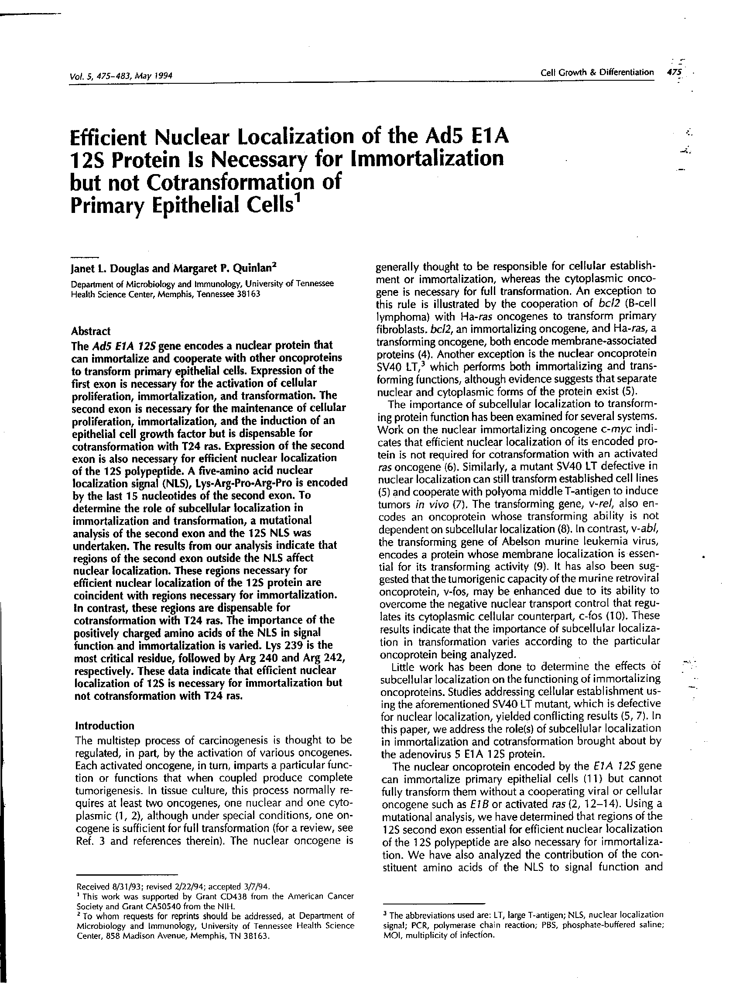 Vol. 5, 475–483, May 1994
Cell Growth & Differentiation 475
Efficient Nuclear Localization of the Ad5 E1A
12S Protein Is Necessary for Immortalization
but not Cotransformation of
Primary Epithelial Cells1
Janet L. Douglas and Margaret P. Quinlan2
Department of Microbiology and Immunology, University of Tennessee
Health Science Center, Memphis, Tennessee 38163
Abstract
The Ad5 E1A 12S gene encodes a nuclear protein that
can immortalize and cooperate with other oncoproteins
to transform primary epithelial cells. Expression of the
first exon is necessary for the activation of cellular
proliferation, immortalization, and transformation. The
second exon is necessary for the maintenance of cellular
proliferation, immortalization, and the induction of an
epithelial cell growth factor but is dispensable for
cotransformation with T24 ras. Expression of the second
exon is also necessary for efficient nuclear localization
of the 12S polypeptide. A five-amino acid nuclear
localization signal (NLS), Lys-Arg-Pro-Arg-Pro is encoded
by the last 15 nucleotides of the second exon. To
determine the role of subcellular localization in
immortalization and transformation, a mutational
analysis of the second exon and the 12S NLS was
undertaken. The results from our analysis indicate that
regions of the second exon outside the NLS affect
nuclear localization. These regions necessary for
efficient nuclear localization of the 12S protein are
coincident with regions necessary for immortalization.
In contrast, these regions are dispensable for
cotransformation with T24 ras. The importance of the
positively charged amino acids of the NLS in signal
function and immortalization is varied. Lys 239 is the
most critical residue, followed by Arg 240 and Arg 242,
respectively. These data indicate that efficient nuclear
localization of 12S is necessary for immortalization but
not cotransformation with T24 ras.
Introduction
The multistep process of carcinogenesis is thought to be
regulated, in part, by the activation of various oncogenes.
Each activated oncogene, in turn, imparts a particular func-
tion or functions that when coupled produce complete
tumorigenesis. In tissue culture, this process normally re-
quires at least two oncogenes, one nuclear and one cyto-
plasmic (1, 2), although under special conditions, one on-
cogene is sufficient for full transformation (for a review, see
Ref. 3 and references therein). The nuclear oncogene is
Received 8/31/93; revised 2/22/94; accepted 3/7/94.
1 This work was supported by Grant CD438 from the American Cancer
Society and Grant CA50540 from the NIH.
2 To whom requests for reprints should be addressed, at Department of
Microbiology and Immunology, University of Tennessee Health Science
Center, 858 Madison Avenue, Memphis, TN 38163.
generally thought to be responsible for cellular establish-
ment or immortalization, whereas the cytoplasmic onco-
gene is necessary for full transformation. An exception to
this rule is illustrated by the cooperation of bcl2 (B-cell
lymphoma) with Ha-ras oncogenes to transform primary
fibroblasts. bcl2, an immortalizing oncogene, and Ha-ras, a
transforming oncogene, both encode membrane-associated
proteins (4). Another exception is the nuclear oncoprotein
SV40 LT,3 which performs both immortalizing and trans-
forming functions, although evidence suggests that separate
nuclear and cytoplasmic forms of the protein exist (5).
The importance of subcellular localization to transform-
ing protein function has been examined for several systems.
Work on the nuclear immortalizing oncogene c-myc indi-
cates that efficient nuclear localization of its encoded pro-
tein is not required for cotransformation with an activated
ras oncogene (6). Similarly, a mutant SV40 LT defective in
nuclear localization can still transform established cell lines
(5) and cooperate with polyoma middle T-antigen to induce
tumors in vivo (7). The transforming gene, v-rel, also en-
codes an oncoprotein whose transforming ability is not
dependent on subcellular localization (8). In contrast, v-abl,
the transforming gene of Abelson murine leukemia virus,
encodes a protein whose membrane localization is essen-
tial for its transforming activity (9). It has also been sug-
gested that the tumorigenic capacity of the murine retroviral
oncoprotein, v-fos, may be enhanced due to its ability to
overcome the negative nuclear transport control that regu-
lates its cytoplasmic cellular counterpart, c-fos (10). These
results indicate that the importance of subcellular localiza-
tion in transformation varies according to the particular
oncoprotein being analyzed.
Little work has been done to determine the effects of
subcellular localization on the functioning of immortalizing
oncoproteins. Studies addressing cellular establishment us-
ing the aforementioned SV40 LT mutant, which is defective
for nuclear localization, yielded conflicting results (5, 7). In
this paper, we address the role(s) of subcellular localization
in immortalization and cotransformation brought about by
the adenovirus 5 E1A 12S protein.
The nuclear oncoprotein encoded by the E1A 12S gene
can immortalize primary epithelial cells (11) but cannot
fully transform them without a cooperating viral or cellular
oncogene such as E1B or activated ras (2, 12–14). Using a
mutational analysis, we have determined that regions of the
12S second exon essential for efficient nuclear localization
of the 12S polypeptide are also necessary for immortaliza-
tion. We have also analyzed the contribution of the con-
stituent amino acids of the NLS to signal function and
3 The abbreviations used are: LT, large T-antigen; NLS, nuclear localization
signal; PCR, polymerase chain reaction; PBS, phosphate-buffered saline;
MOI, multiplicity of infection.